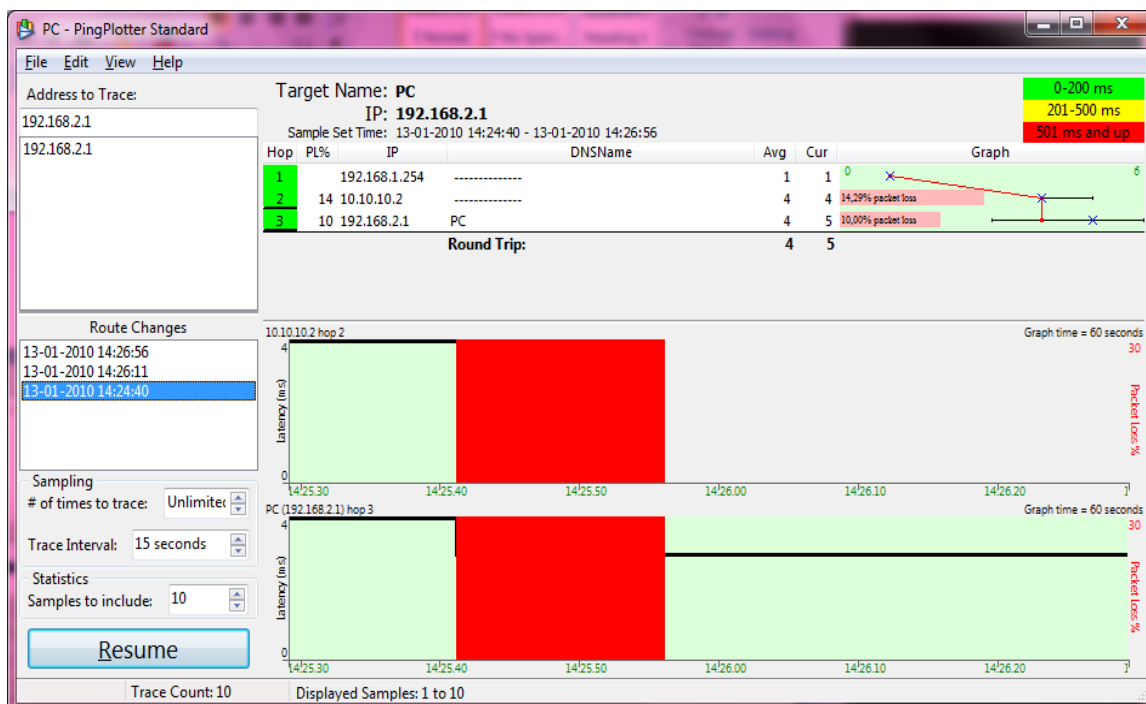 PC - PingPlotter Standard
File Edit View Help
Address to Trace:
192.168.2.1
192.168.2.1
Target Name: PC
IP: 192.168.2.1
Sample Set Time: 13-01-2010 14:24:40 - 13-01-2010 14:26:56
0-200 ms
201-500 ms
501 ms and up
Hop PL% IP DNSName Avg Cur Graph
1 192.168.1.254 -------------- 1 1 0 6
2 14 10.10.10.2 -------------- 4 4 14,29% packet loss
3 10 192.168.2.1 PC 4 5 10,00% packet loss
Round Trip: 4 5
Route Changes
13-01-2010 14:26:56
13-01-2010 14:26:11
13-01-2010 14:24:40
Sampling
# of times to trace: Unlimitec
Trace Interval: 15 seconds
Statistics
Samples to include: 10
Resume
10.10.10.2 hop 2 Graph time = 60 seconds
4 30
Latency (ms)
Packet Loss %
0
14:25.30 14:25.40 14:25.50 14:26.00 14:26.10 14:26.20 1
PC (192.168.2.1) hop 3 Graph time = 60 seconds
4 30
Latency (ms)
Packet Loss %
0
14:25.30 14:25.40 14:25.50 14:26.00 14:26.10 14:26.20 1
Trace Count: 10 Displayed Samples: 1 to 10